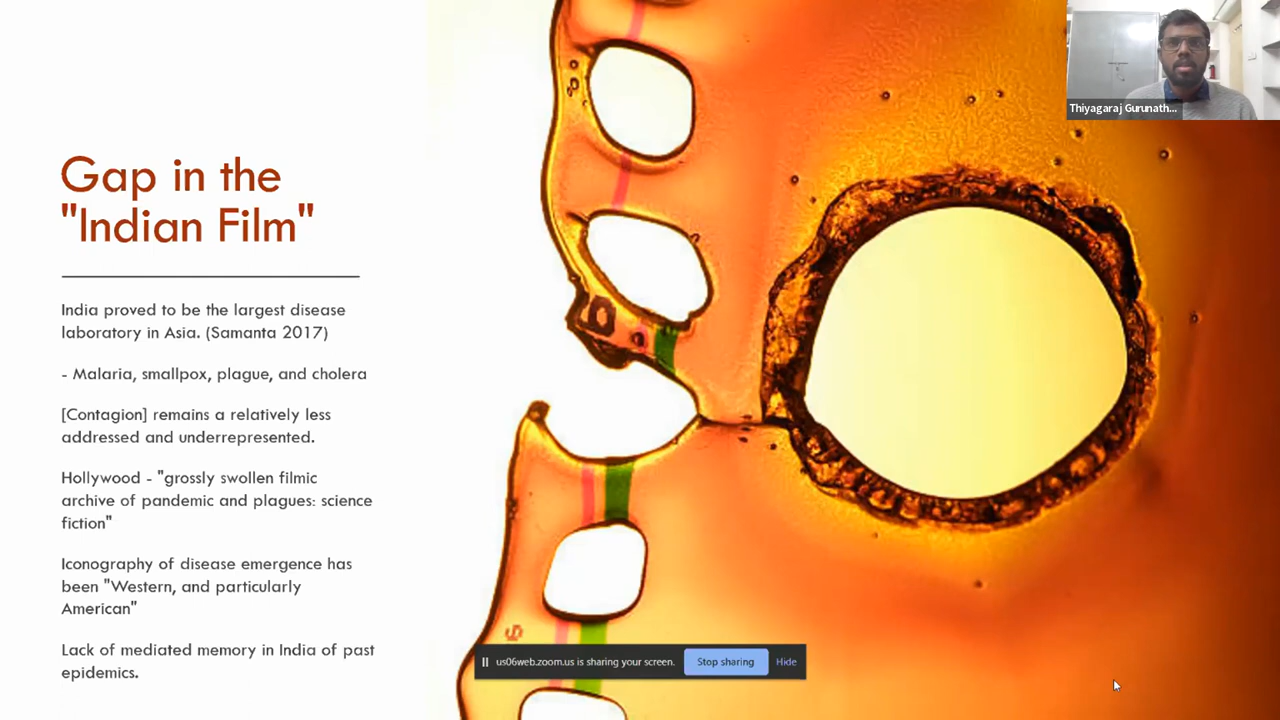 Thiyagaraj Gurunath...
Gap in the
"Indian Film"
India proved to be the largest disease
laboratory in Asia. (Samanta 2017)
- Malaria, smallpox, plague, and cholera
[Contagion] remains a relatively less
addressed and underrepresented.
Hollywood - "grossly swollen filmic
archive of pandemic and plagues: science
fiction"
Iconography of disease emergence has
been "Western, and particularly
American"
Lack of mediated memory in India of past
epidemics.
us06web.zoom.us is sharing your screen.
Stop sharing
Hide